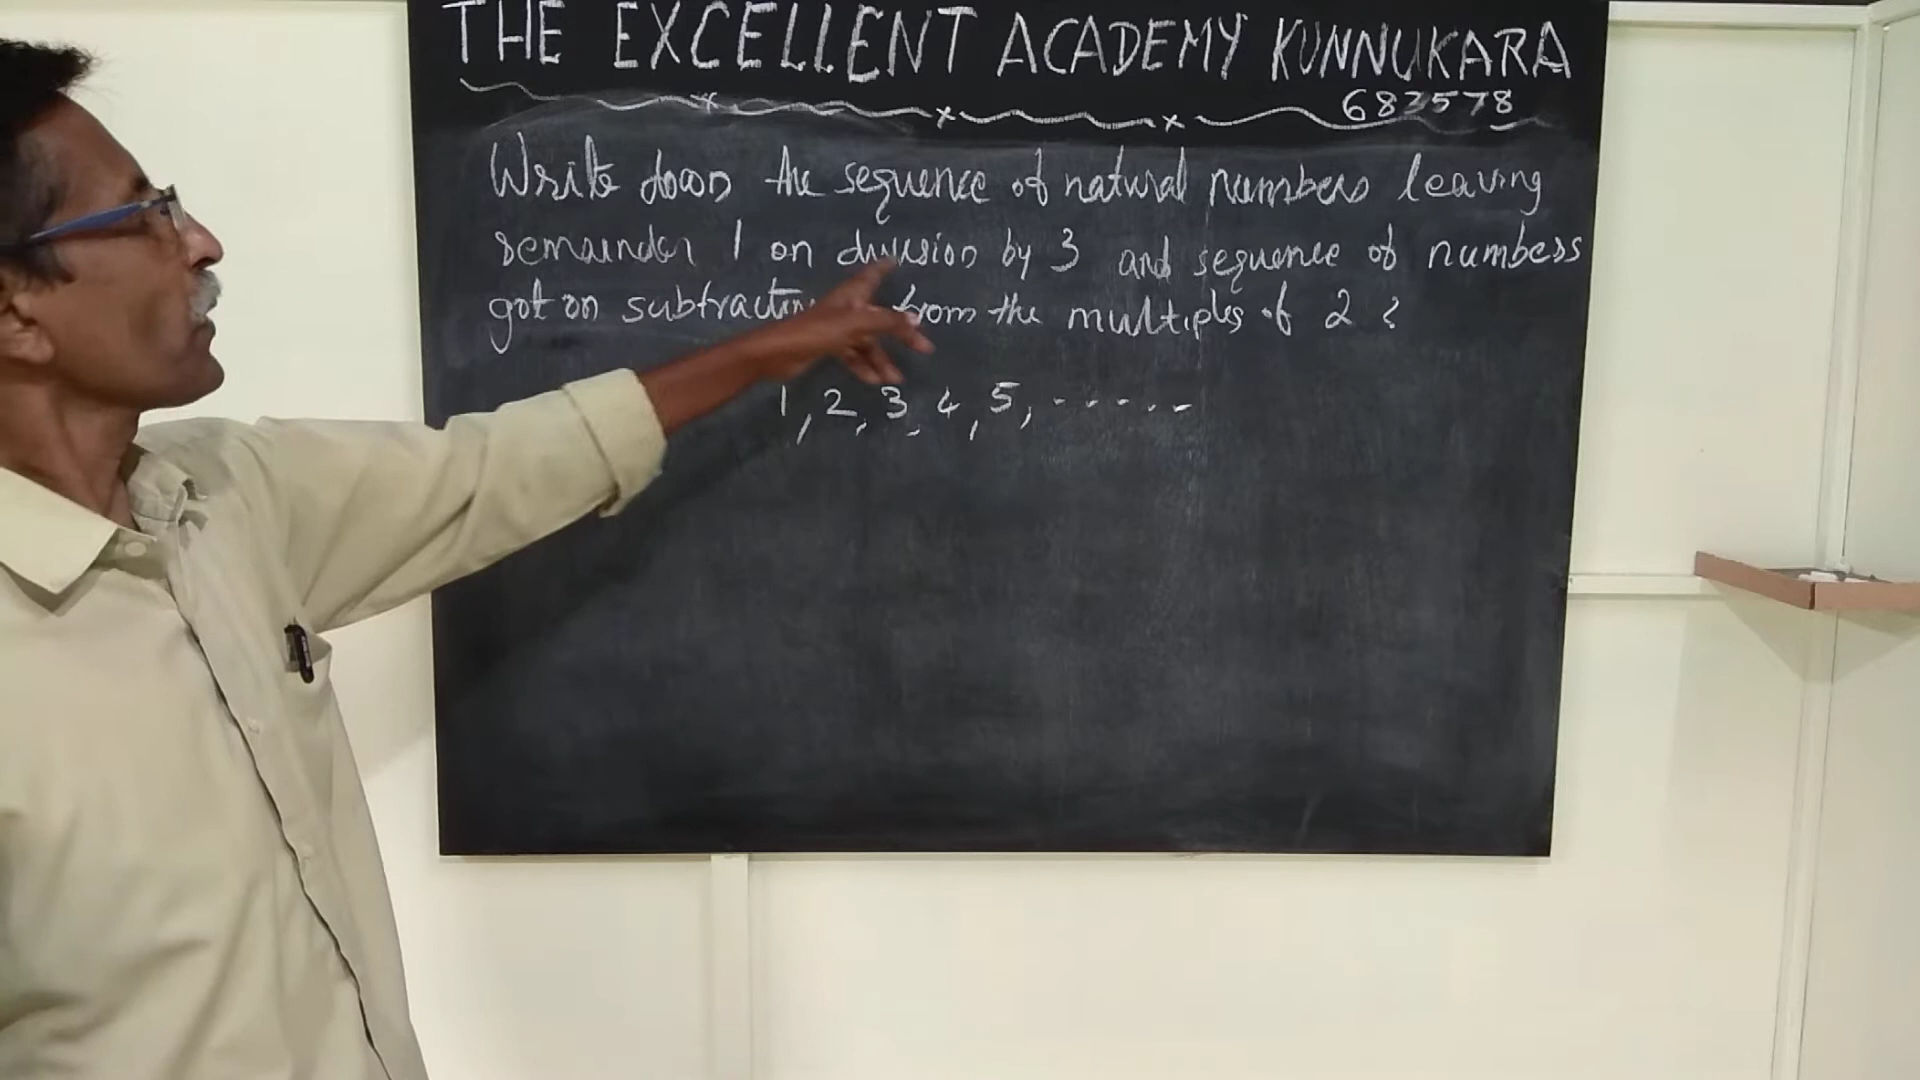 THE EXCELLENT ACADEMY KUNNUKARA
683578
Write down the sequence of natural numbers leaving
remainder 1 on division by 3 and sequence of numbers
got on subtraction from the multiples of 2 ?
1, 2, 3, 4, 5, - - - - -